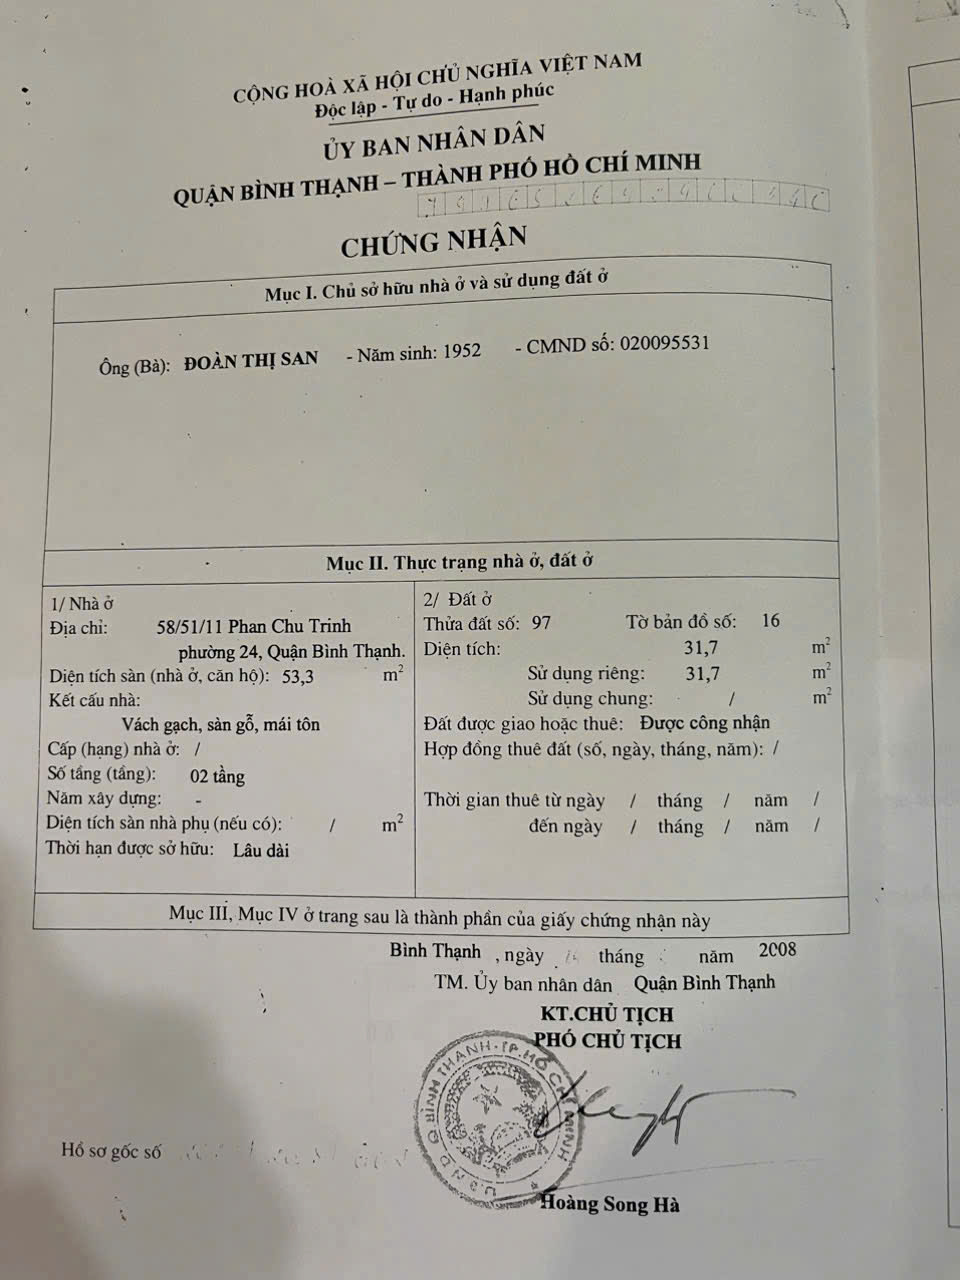 CỘNG HOÀ XÃ HỘI CHỦ NGHĨA VIỆT NAM
Độc lập - Tự do - Hạnh phúc
ỦY BAN NHÂN DÂN
QUẬN BÌNH THẠNH – THÀNH PHỐ HỒ CHÍ MINH
CHỨNG NHẬN
Mục I. Chủ sở hữu nhà ở và sử dụng đất ở
Ông (Bà): ĐOÀN THỊ SAN - Năm sinh: 1952 - CMND số: 020095531
Mục II. Thực trạng nhà ở, đất ở
1/ Nhà ở
Địa chỉ: 58/51/11 Phan Chu Trinh
phường 24, Quận Bình Thạnh.
Diện tích sàn (nhà ở, căn hộ): 53,3 m²
Kết cấu nhà:
Vách gạch, sàn gỗ, mái tôn
Cấp (hạng) nhà ở: /
Số tầng (tầng): 02 tầng
Năm xây dựng: -
Diện tích sàn nhà phụ (nếu có): / m²
Thời hạn được sở hữu: Lâu dài
2/ Đất ở
Thửa đất số: 97 Tờ bản đồ số: 16
Diện tích: 31,7 m²
Sử dụng riêng: 31,7 m²
Sử dụng chung: / m²
Đất được giao hoặc thuê: Được công nhận
Hợp đồng thuê đất (số, ngày, tháng, năm): /
Thời gian thuê từ ngày / tháng / năm /
đến ngày / tháng / năm /
Mục III, Mục IV ở trang sau là thành phần của giấy chứng nhận này
Bình Thạnh , ngày tháng năm 2008
TM. Ủy ban nhân dân Quận Bình Thạnh
KT.CHỦ TỊCH
PHÓ CHỦ TỊCH
U.B.N.D Q.BÌNH THẠNH - TP.HỒ CHÍ MINH
Hồ sơ gốc số
Hoàng Song Hà